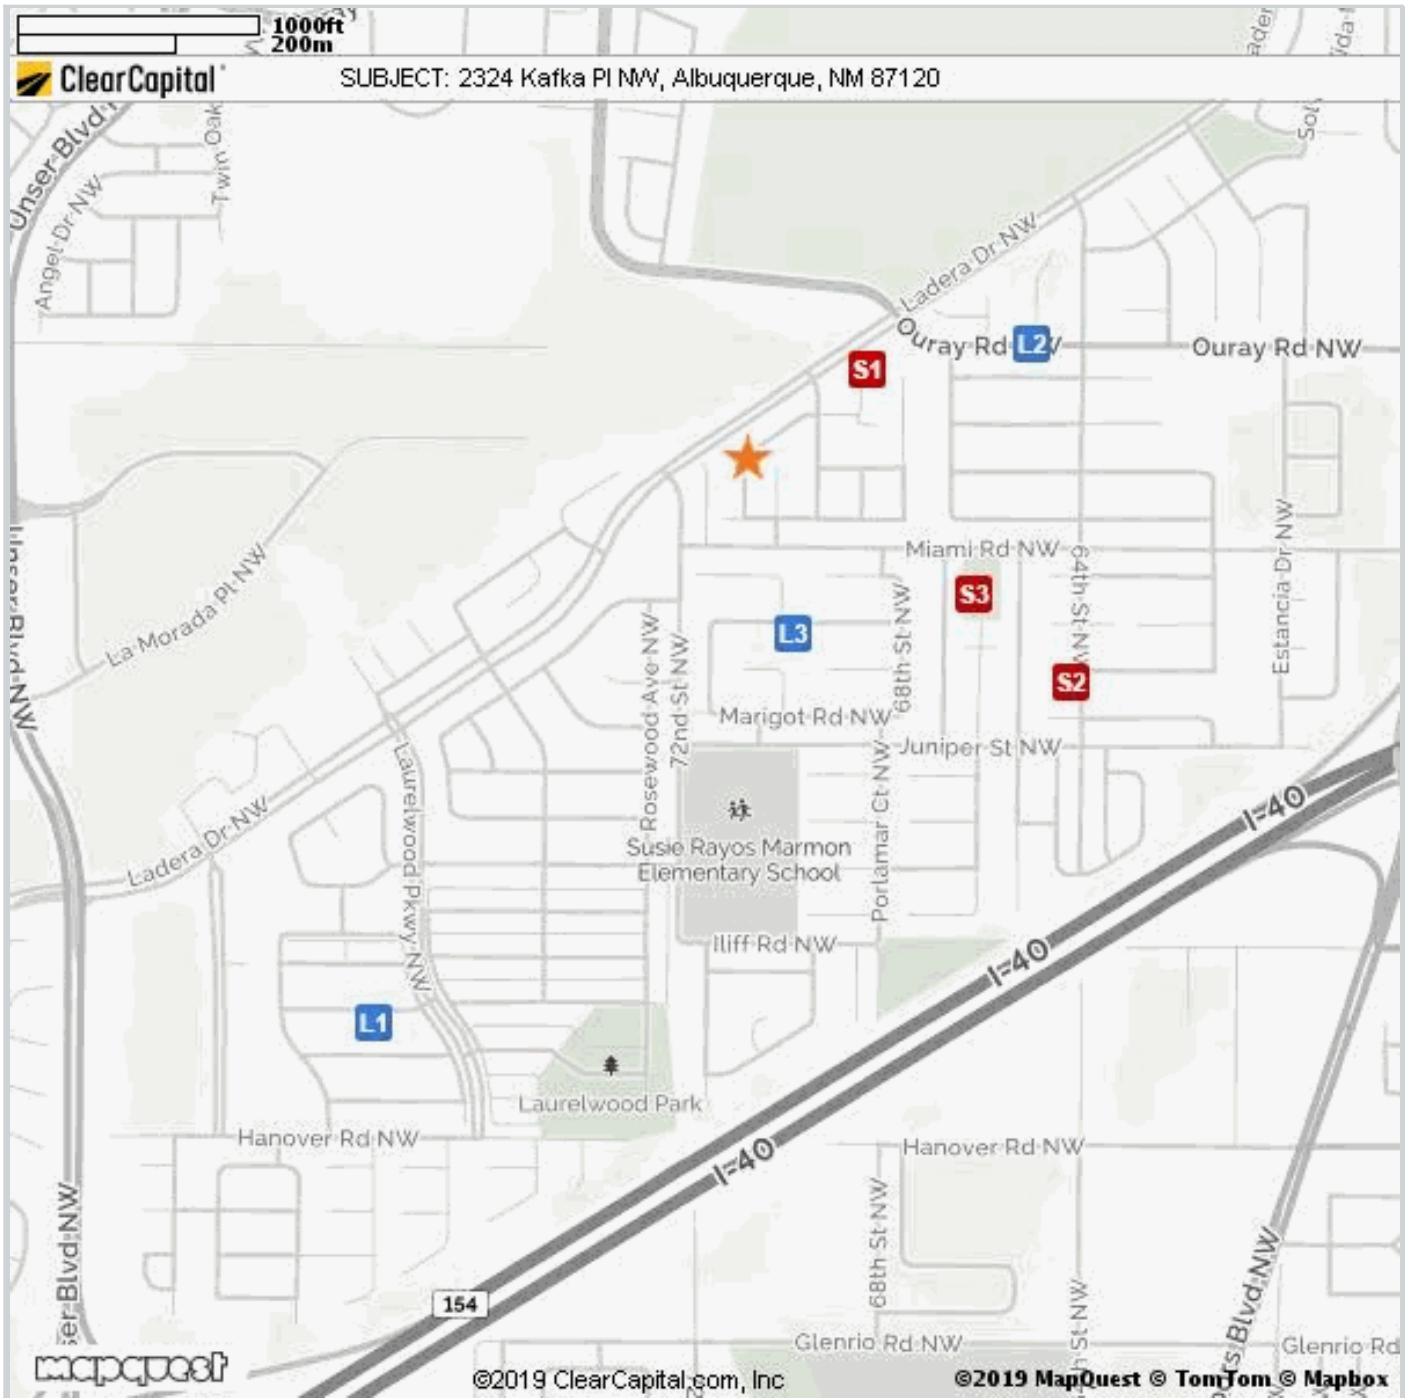 1000ft
200m
ClearCapital
SUBJECT: 2324 Kafka Pl NW, Albuquerque, NM 87120
Unser Blvd
Twin Oak
Angel Dr NW
Ladera Dr NW
Ouray Rd
L2
Ouray Rd NW
S1
Miami Rd NW
64th St NW
Estancia Dr NW
La Morada Pl NW
Unser Blvd NW
S3
L3
68th St NW
S2
Rosewood Ave NW
72nd St NW
Marigot Rd NW
Juniper St NW
Laurelwood Pkwy NW
Ladera Dr NW
Susie Rayos Marmon
Elementary School
Porlamar Ct NW
I-40
Iliff Rd NW
I-40
L1
Laurelwood Park
Hanover Rd NW
I-40
Hanover Rd NW
68th St NW
ser Blvd NW
154
h St NW
rs Blvd NW
Glenrio Rd NW
Glenrio Rd
mapquest
©2019 ClearCapital.com, Inc
©2019 MapQuest © TomTom © Mapbox